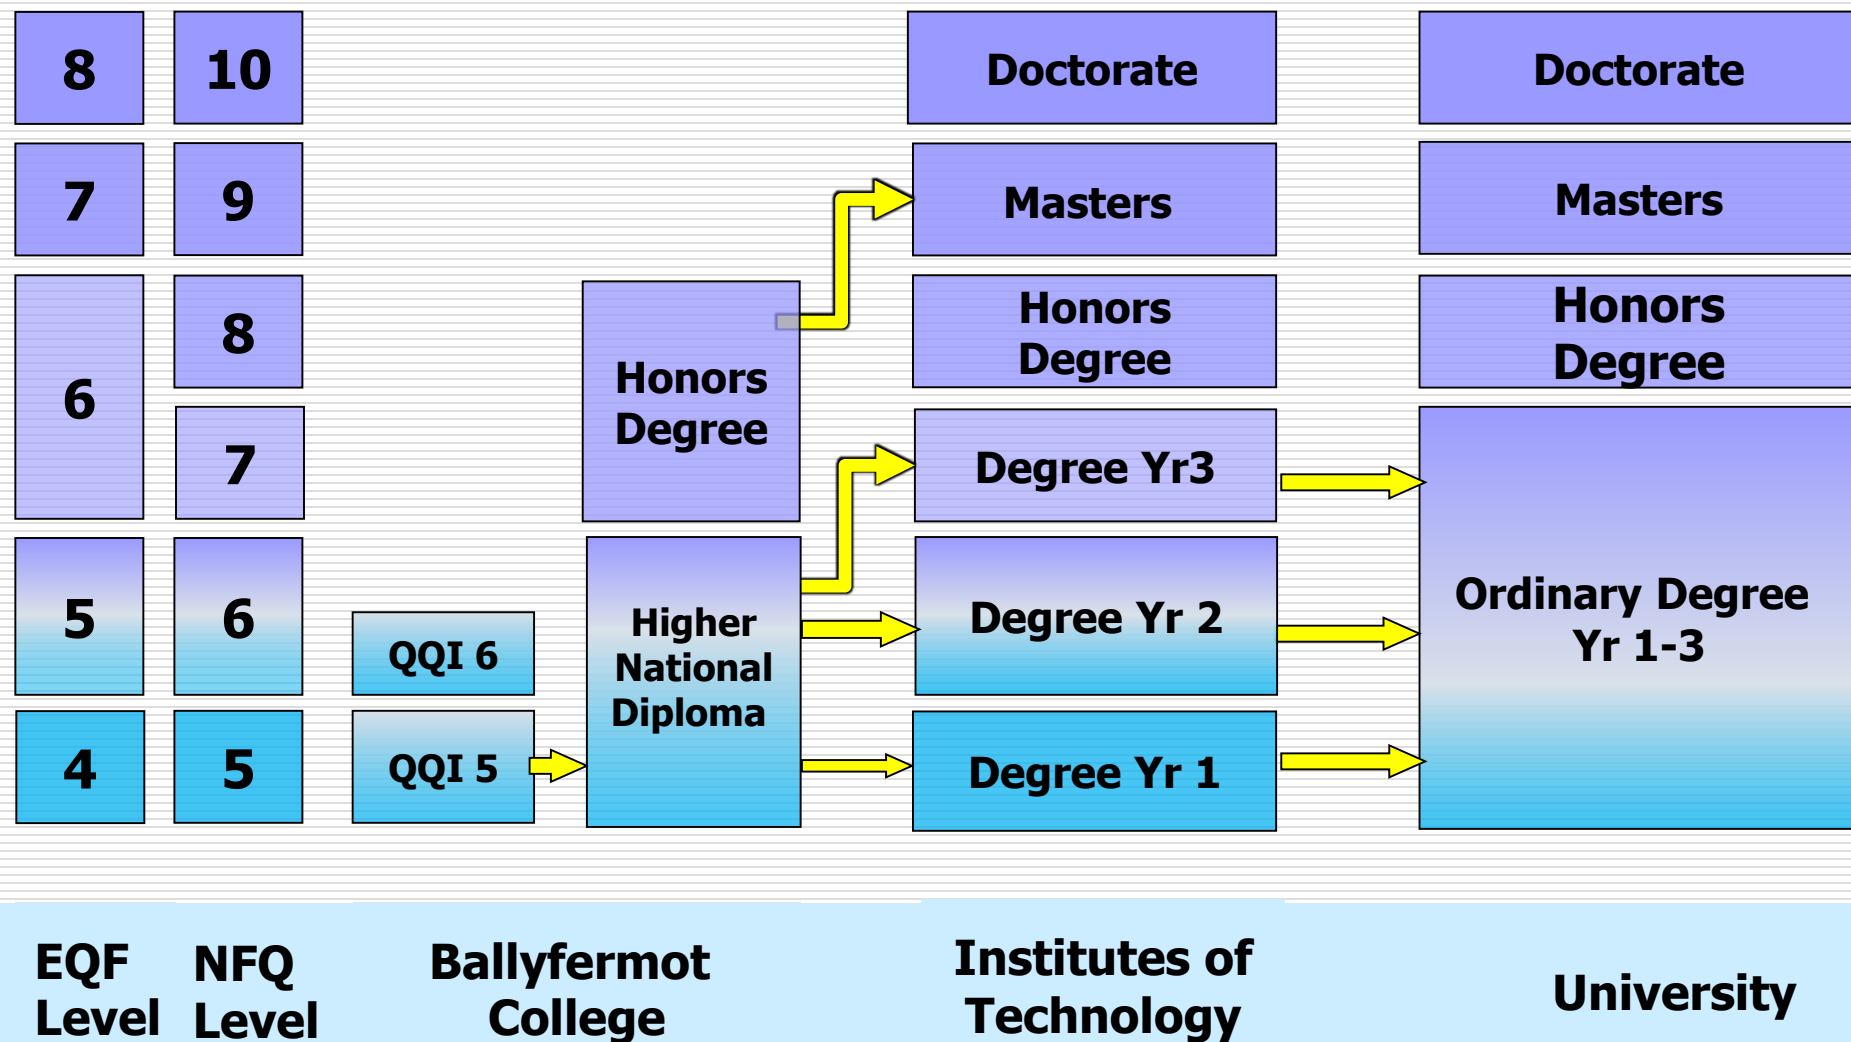 8
10
Doctorate
Doctorate
7
9
Masters
Masters
6
8
Honors
Degree
Honors
Degree
Honors
Degree
7
Degree Yr3
5
6
QQI 6
Higher
National
Diploma
Degree Yr 2
Ordinary Degree
Yr 1-3
4
5
QQI 5
Degree Yr 1
EQF
Level
NFQ
Level
Ballyfermot
College
Institutes of
Technology
University